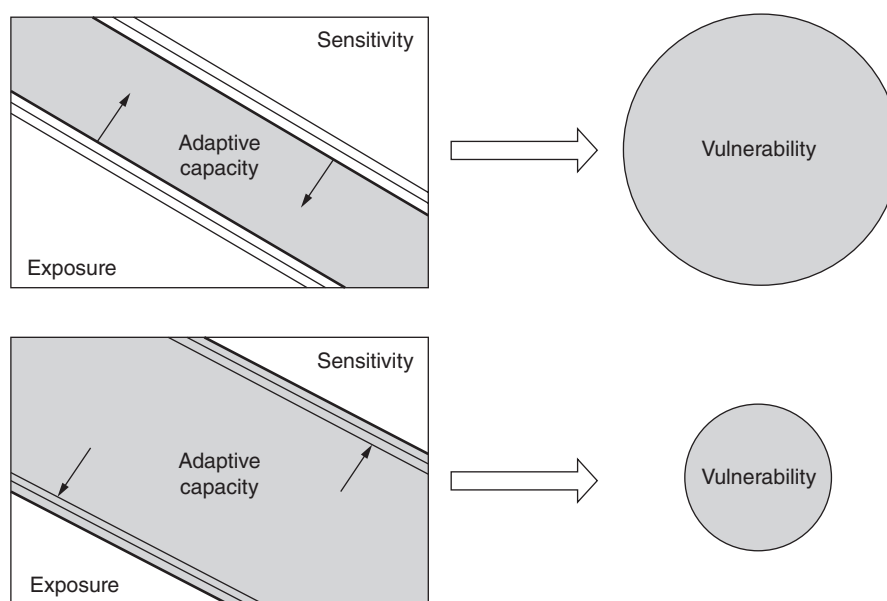 Sensitivity
Adaptive
capacity
Vulnerability
Exposure
Sensitivity
Adaptive
capacity
Vulnerability
Exposure